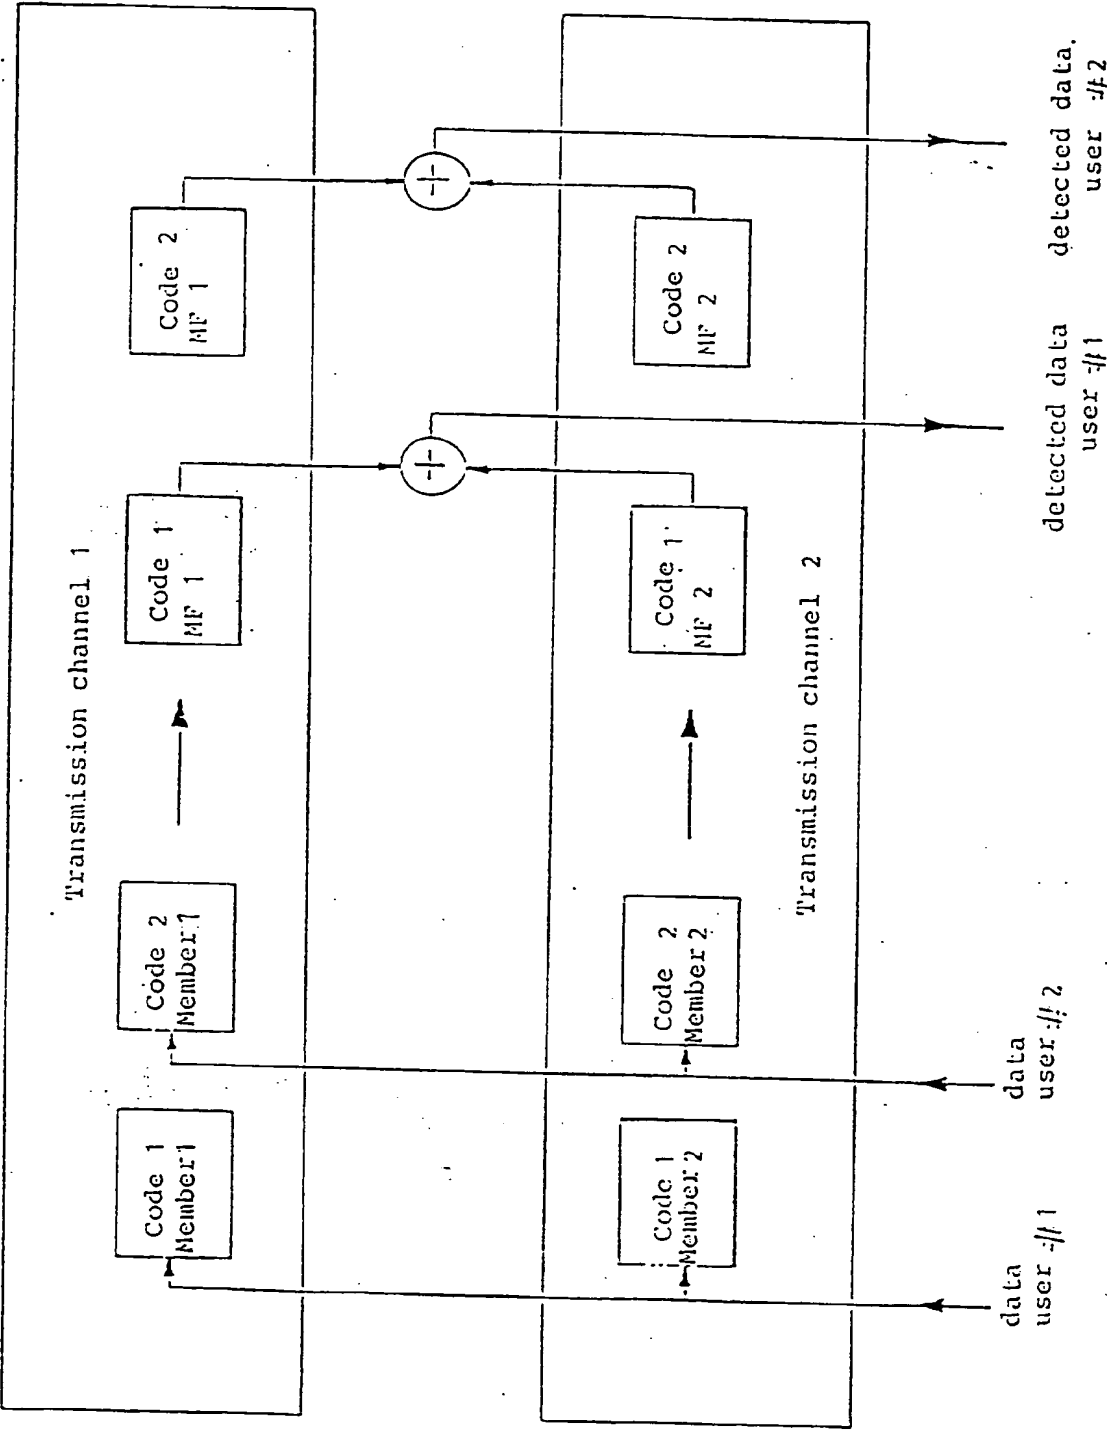 Transmission channel 1
Code 1
Member 1
Code 2
Member 1
Code 1
MF 1
Code 2
MF 1
Code 1
Member 2
Code 2
Member 2
Code 1
MF 2
Code 2
MF 2
Transmission channel 2
data
user #1
data
user #2
detected data
user #1
detected data.
user #2